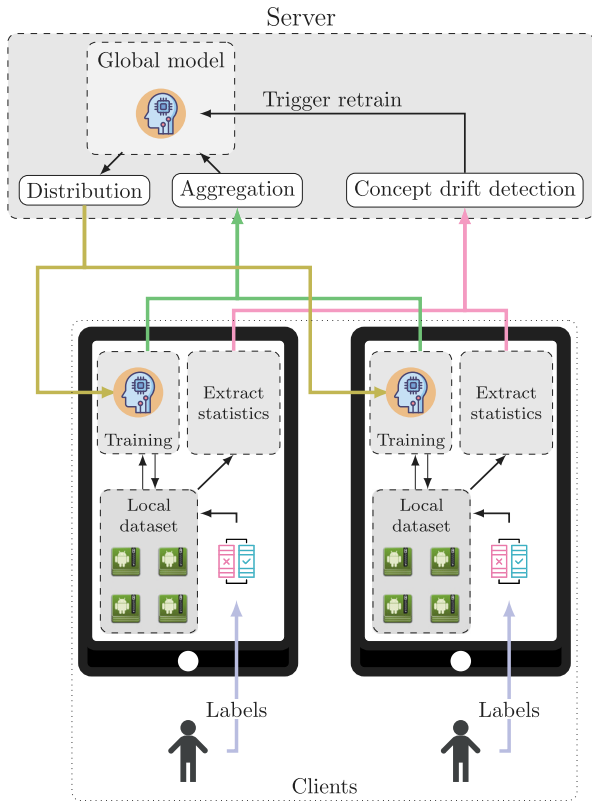 Server
Global model
Trigger retrain
Distribution
Aggregation
Concept drift detection
Extract
statistics
Training
Local
dataset
Labels
Extract
statistics
Training
Local
dataset
Labels
Clients